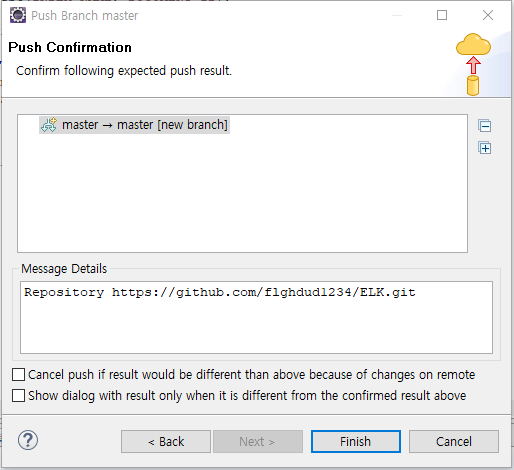 Push Branch master
Push Confirmation
Confirm following expected push result.
master → master [new branch]
Message Details
Repository https://github.com/flghdud1234/ELK.git
Cancel push if result would be different than above because of changes on remote
Show dialog with result only when it is different from the confirmed result above
< Back
Next >
Finish
Cancel